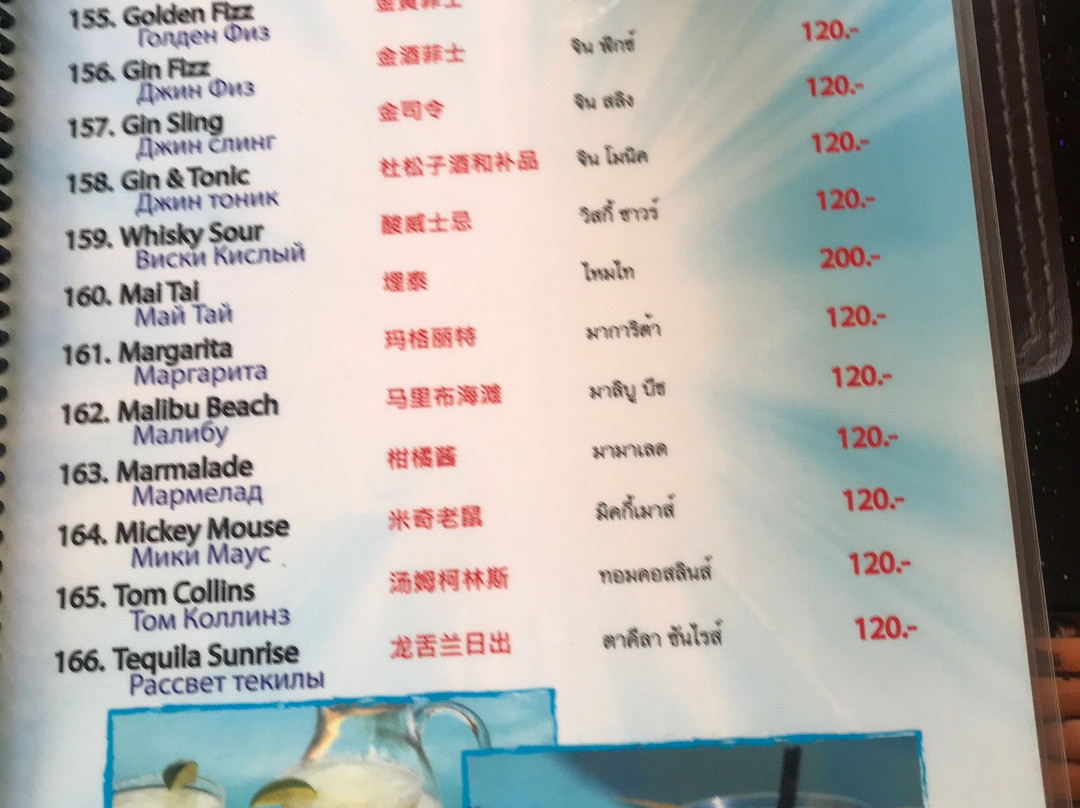 155. Golden Fizz
Голден Физ
156. Gin Fizz 金酒菲士 จิน ฟิกซ์ 120.-
Джин Физ
157. Gin Sling 金司令 จิน สลิง 120.-
Джин слинг
158. Gin & Tonic 杜松子酒和补品 จิน โมนิค 120.-
Джин тоник
159. Whisky Sour 酸威士忌 วิสกี้ ซาวร์ 120.-
Виски Кислый
160. Mai Tai 泰 ไหมไท 200.-
Май Тай
161. Margarita 玛格丽特 มาการิต้า 120.-
Маргарита
162. Malibu Beach 马里布海滩 มาลิบู บีช 120.-
Малибу
163. Marmalade 柑橘酱 มามาเลด 120.-
Мармелад
164. Mickey Mouse 米奇老鼠 มิคกี้เมาส์ 120.-
Мики Маус
165. Tom Collins 汤姆柯林斯 ทอมคอสลินส์ 120.-
Том Коллинз
166. Tequila Sunrise 龙舌兰日出 ตาคีลา ซันไรส์ 120.-
Рассвет текилы